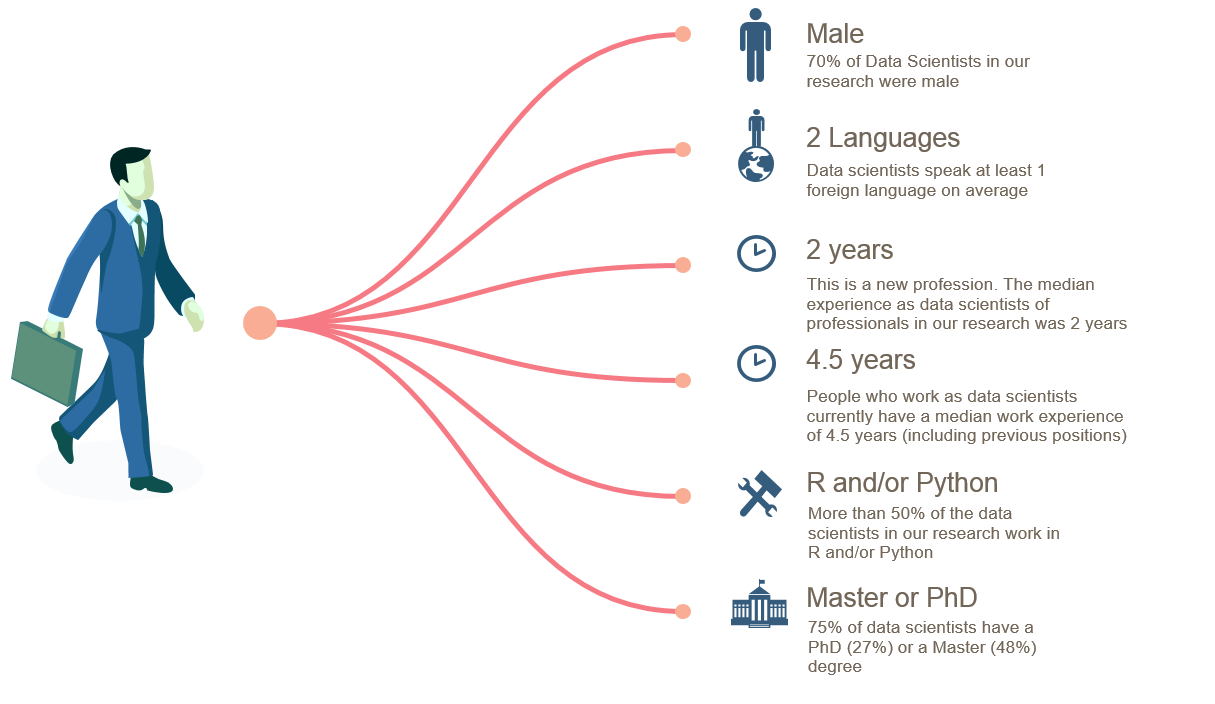 Male
70% of Data Scientists in our
research were male
2 Languages
Data scientists speak at least 1
foreign language on average
2 years
This is a new profession. The median
experience as data scientists of
professionals in our research was 2 years
4.5 years
People who work as data scientists
currently have a median work experience
of 4.5 years (including previous positions)
R and/or Python
More than 50% of the data
scientists in our research work in
R and/or Python
Master or PhD
75% of data scientists have a
PhD (27%) or a Master (48%)
degree